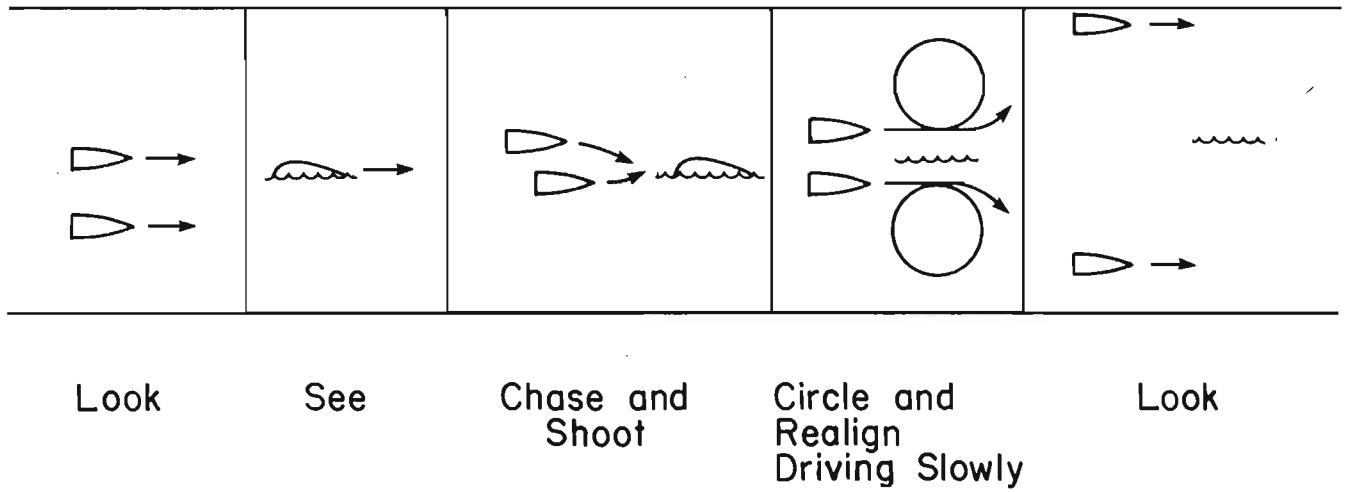 Look
See
Chase and
Shoot
Circle and
Realign
Driving Slowly
Look